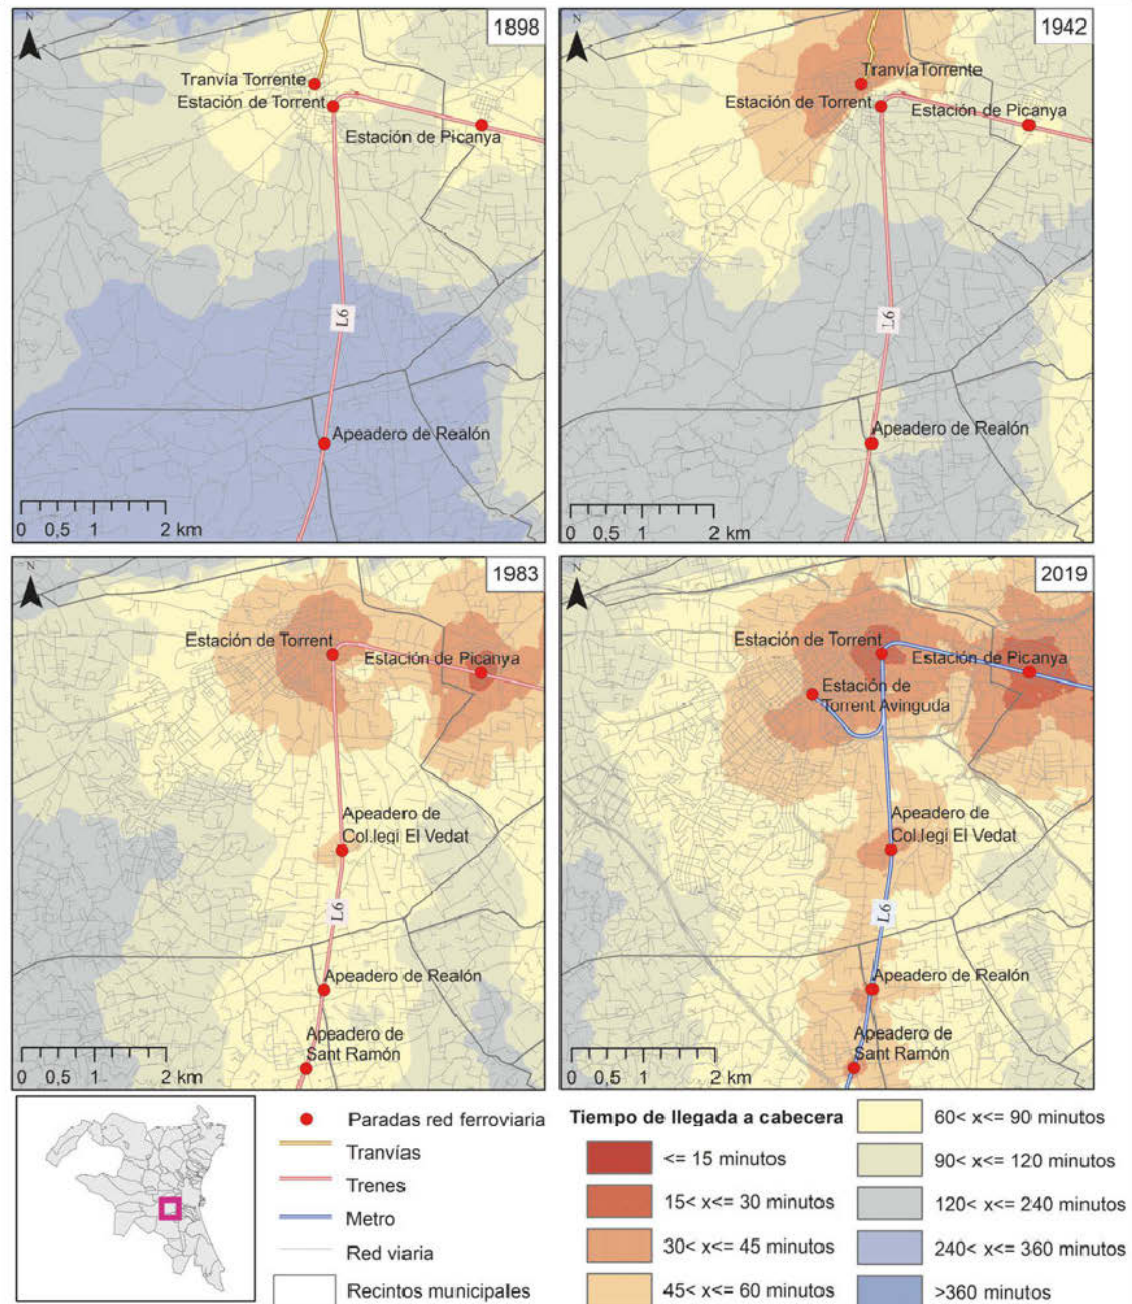 N
1898
Tranvía Torrente
Estación de Torrent
Estación de Picanya
L6
Apeadero de Realón
0 0,5 1 2 km
N
1942
TranvíaTorrente
Estación de Torrent
Estación de Picanya
L6
Apeadero de Realón
0 0,5 1 2 km
N
1983
Estación de Torrent
Estación de Picanya
Apeadero de
Col.legi El Vedat
L6
Apeadero de Realón
Apeadero de
Sant Ramón
0 0,5 1 2 km
N
2019
Estación de Torrent
Estación de Picanya
Estación de
Torrent Avinguda
Apeadero de
Col.legi El Vedat
L6
Apeadero de Realón
Apeadero de
Sant Ramón
0 0,5 1 2 km
Paradas red ferroviaria
Tranvías
Trenes
Metro
Red viaria
Recintos municipales
Tiempo de llegada a cabecera
<= 15 minutos
15< x<= 30 minutos
30< x<= 45 minutos
45< x<= 60 minutos
60< x<= 90 minutos
90< x<= 120 minutos
120< x<= 240 minutos
240< x<= 360 minutos
>360 minutos